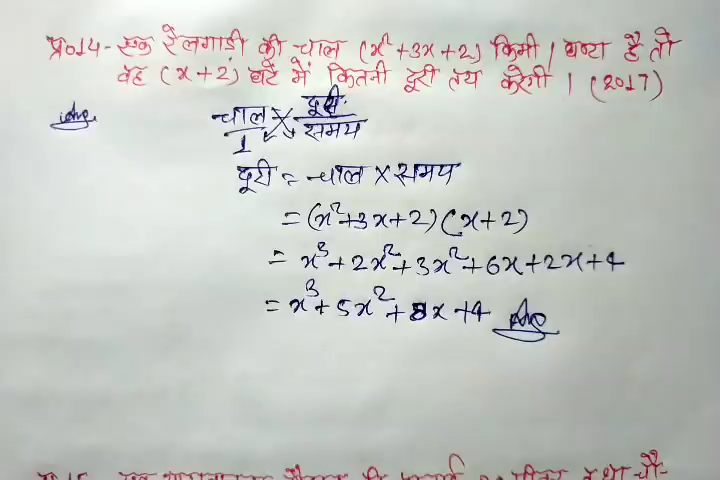 प्र०14- एक रेलगाडी की चाल (x²+3x+2) किमी / घण्टा है तो
वह (x+2) घंटे में कितनी दूरी तय करेगी । (2017)
चाल/1 × दूरी/समय
दूरी = चाल × समय
= (x²+3x+2)(x+2)
= x³+2x²+3x²+6x+2x+4
= x³+5x²+8x+4 Ans